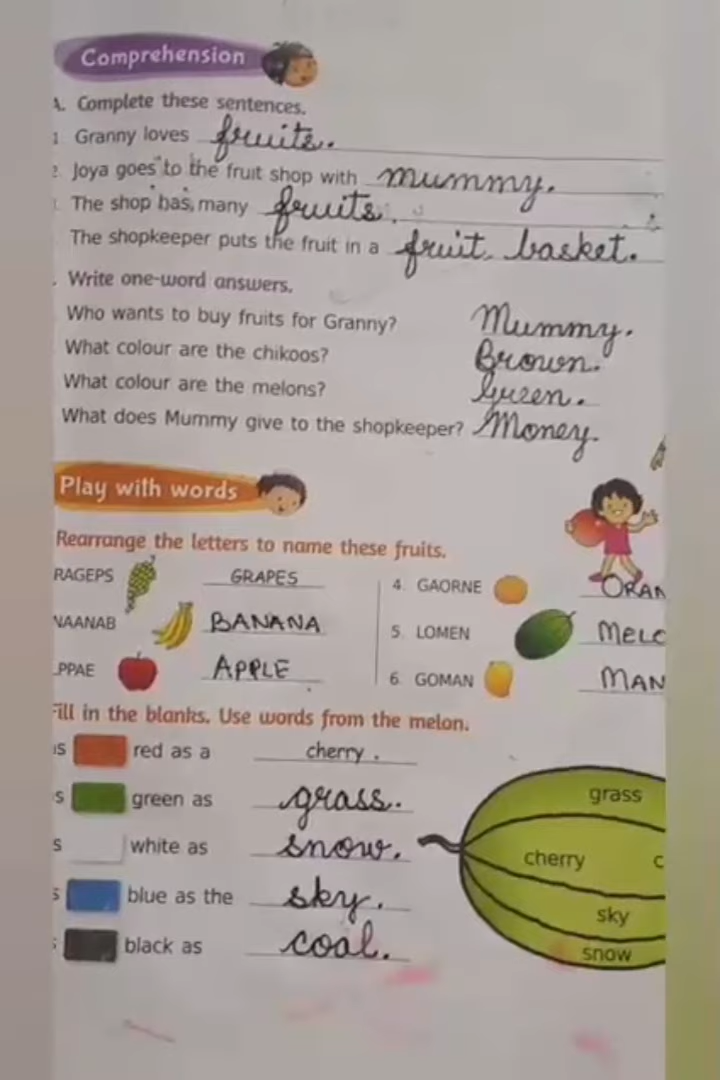 Comprehension
A. Complete these sentences.
1 Granny loves fruits.
2. Joya goes to the fruit shop with mummy.
The shop has many fruits.
The shopkeeper puts the fruit in a fruit basket.
. Write one-word answers.
Who wants to buy fruits for Granny? Mummy.
What colour are the chikoos? Brown.
What colour are the melons? Green.
What does Mummy give to the shopkeeper? Money.
Play with words
Rearrange the letters to name these fruits.
RAGEPS GRAPES 4. GAORNE ORAN
NAANAB BANANA 5. LOMEN MELO
LPPAE APPLE 6. GOMAN MAN
Fill in the blanks. Use words from the melon.
as red as a cherry.
s green as grass.
s white as snow.
s blue as the sky.
s black as coal.
grass
cherry c
sky
snow